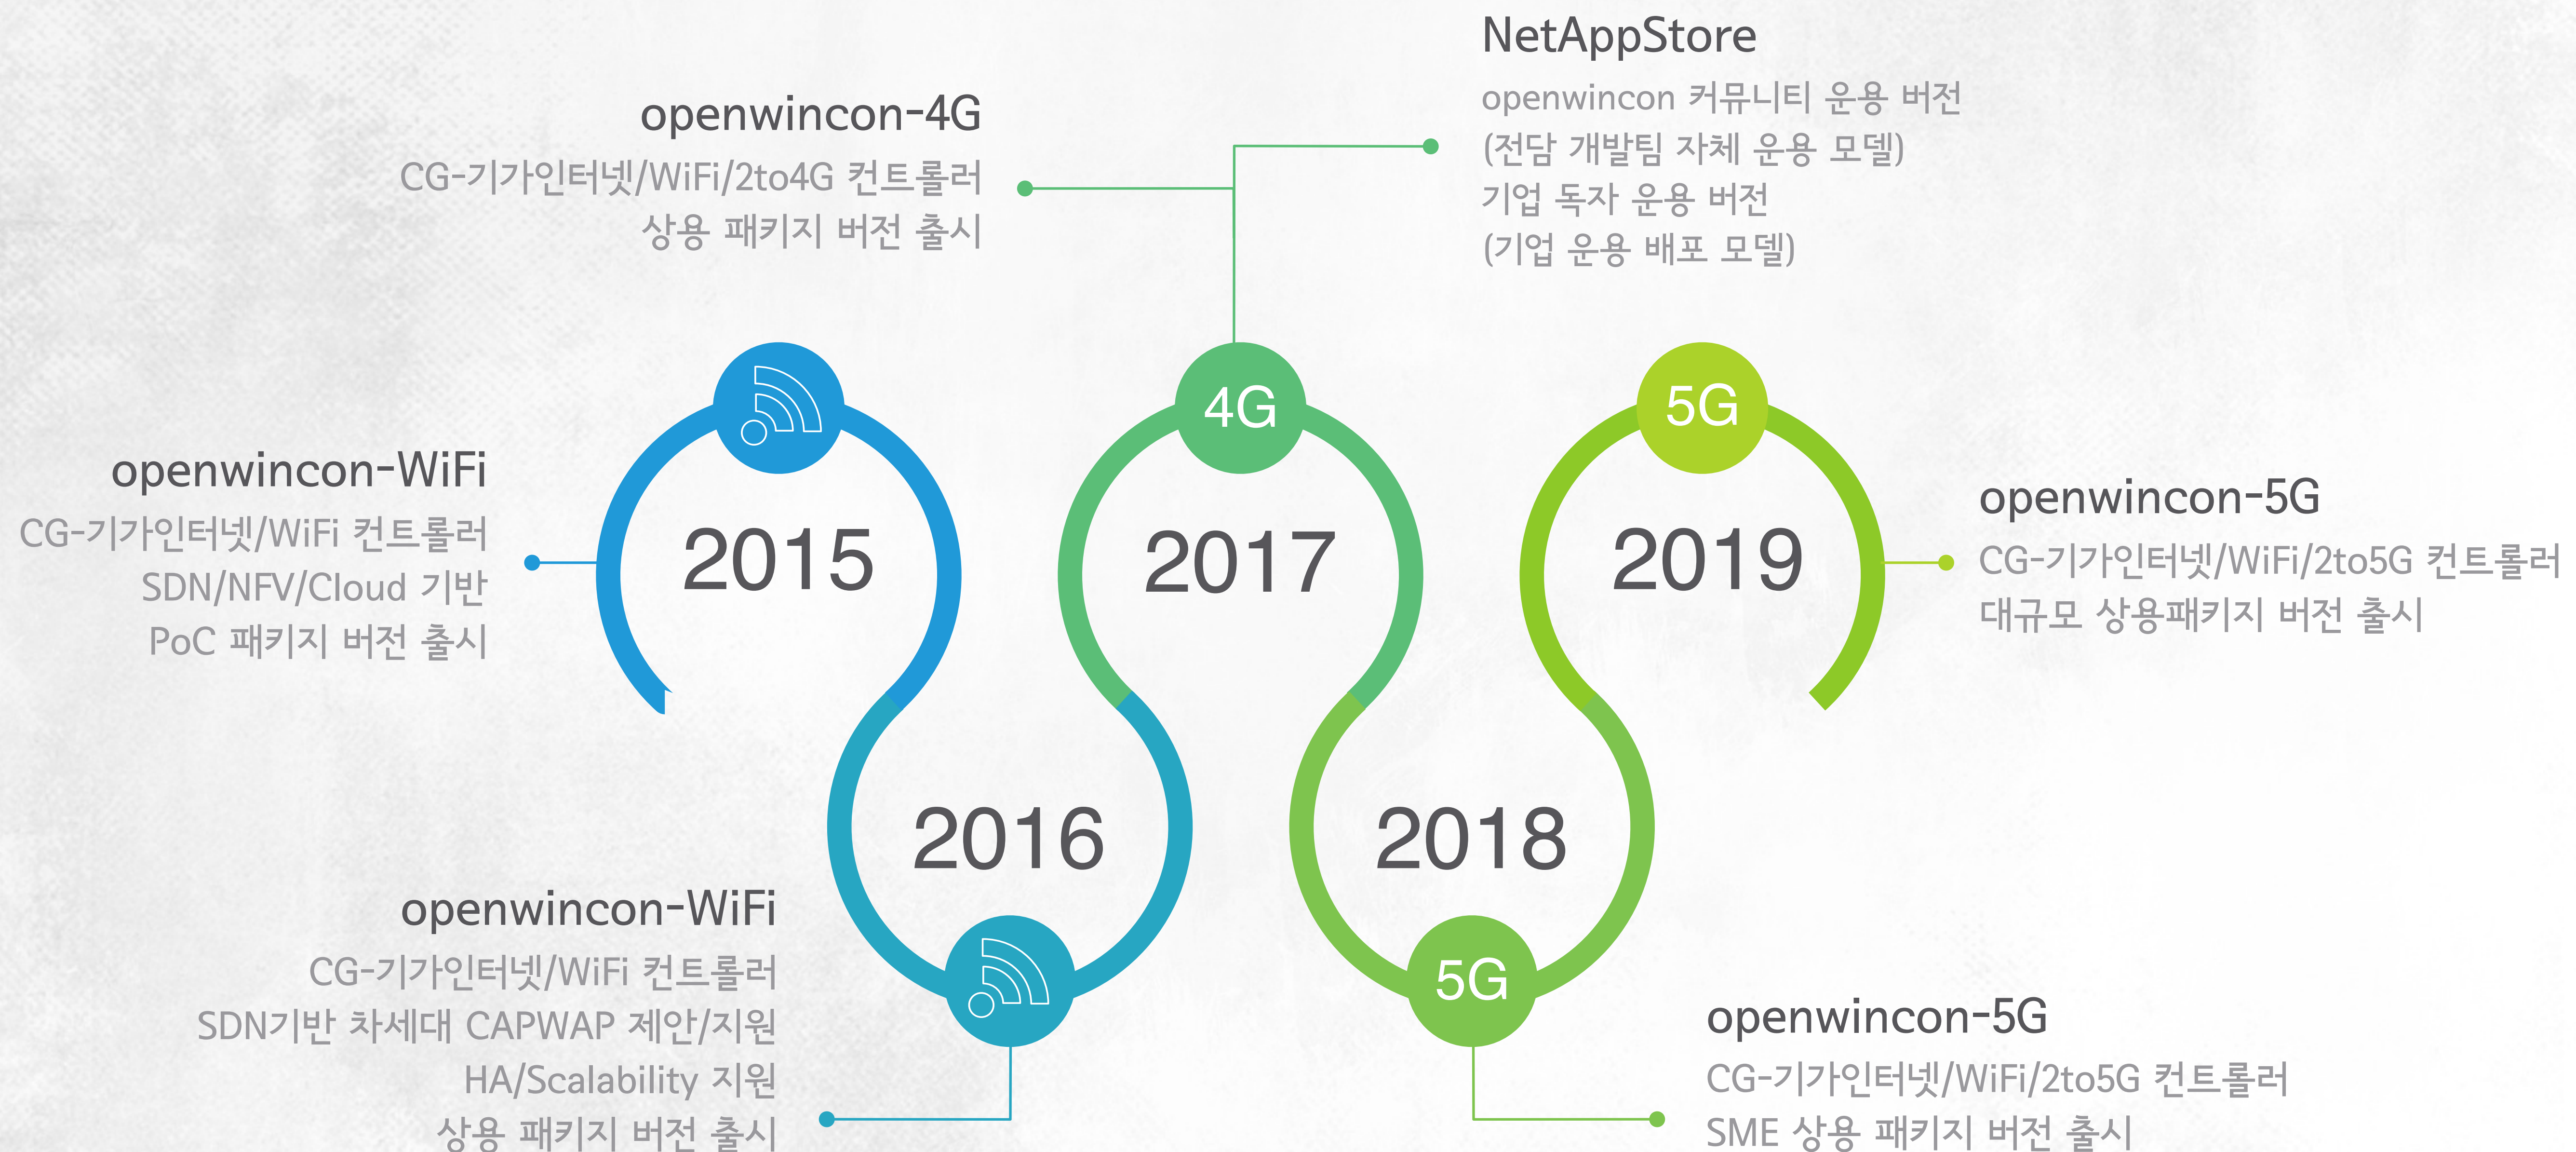 NetAppStore
openwincon 커뮤니티 운용 버전
(전담 개발팀 자체 운용 모델)
기업 독자 운용 버전
(기업 운용 배포 모델)
openwincon-4G
CG-기가인터넷/WiFi/2to4G 컨트롤러
상용 패키지 버전 출시
4G
5G
openwincon-WiFi
CG-기가인터넷/WiFi 컨트롤러
SDN/NFV/Cloud 기반
PoC 패키지 버전 출시
2015
2017
2019
openwincon-5G
CG-기가인터넷/WiFi/2to5G 컨트롤러
대규모 상용패키지 버전 출시
2016
2018
openwincon-WiFi
CG-기가인터넷/WiFi 컨트롤러
SDN기반 차세대 CAPWAP 제안/지원
HA/Scalability 지원
상용 패키지 버전 출시
5G
openwincon-5G
CG-기가인터넷/WiFi/2to5G 컨트롤러
SME 상용 패키지 버전 출시